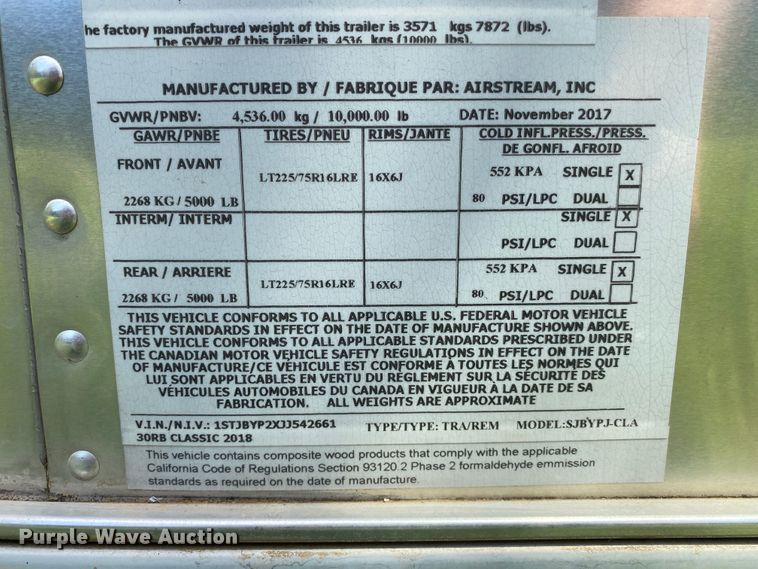 he factory manufactured weight of this trailer is 3571 kgs 7872 (lbs).
The GVWR of this trailer is 4536 kgs (10000 lbs).
MANUFACTURED BY / FABRIQUE PAR: AIRSTREAM, INC
GVWR/PNBV: 4,536.00 kg / 10,000.00 lb DATE: November 2017
GAWR/PNBE TIRES/PNEU RIMS/JANTE COLD INFL.PRESS./PRESS.
DE GONFL. AFROID
FRONT / AVANT LT225/75R16LRE 16X6J 552 KPA SINGLE X
2268 KG / 5000 LB 80 PSI/LPC DUAL
INTERM/ INTERM SINGLE X
PSI/LPC DUAL
REAR / ARRIERE LT225/75R16LRE 16X6J 552 KPA SINGLE X
2268 KG / 5000 LB 80 PSI/LPC DUAL
THIS VEHICLE CONFORMS TO ALL APPLICABLE U.S. FEDERAL MOTOR VEHICLE
SAFETY STANDARDS IN EFFECT ON THE DATE OF MANUFACTURE SHOWN ABOVE.
THIS VEHICLE CONFORMS TO ALL APPLICABLE STANDARDS PRESCRIBED UNDER
THE CANADIAN MOTOR VEHICLE SAFETY REGULATIONS IN EFFECT ON THE DATE
OF MANUFACTURE/CE VÉHICULE EST CONFORME À TOUTES LES NORMES QUI
LUI SONT APPLICABLES EN VERTU DU RÈGLEMENT SUR LA SÉCURITÉ DES
VÉHICULES AUTOMOBILES DU CANADA EN VIGUEUR À LA DATE DE SA
FABRICATION. ALL WEIGHTS ARE APPROXIMATE
V.I.N./N.I.V.: 1STJBYP2XJJ542661 TYPE/TYPE: TRA/REM MODEL:SJBYPJ-CLA
30RB CLASSIC 2018
This vehicle contains composite wood products that comply with the applicable
California Code of Regulations Section 93120.2 Phase 2 formaldehyde emmission
standards as required on the date of manufacture.
Purple Wave Auction